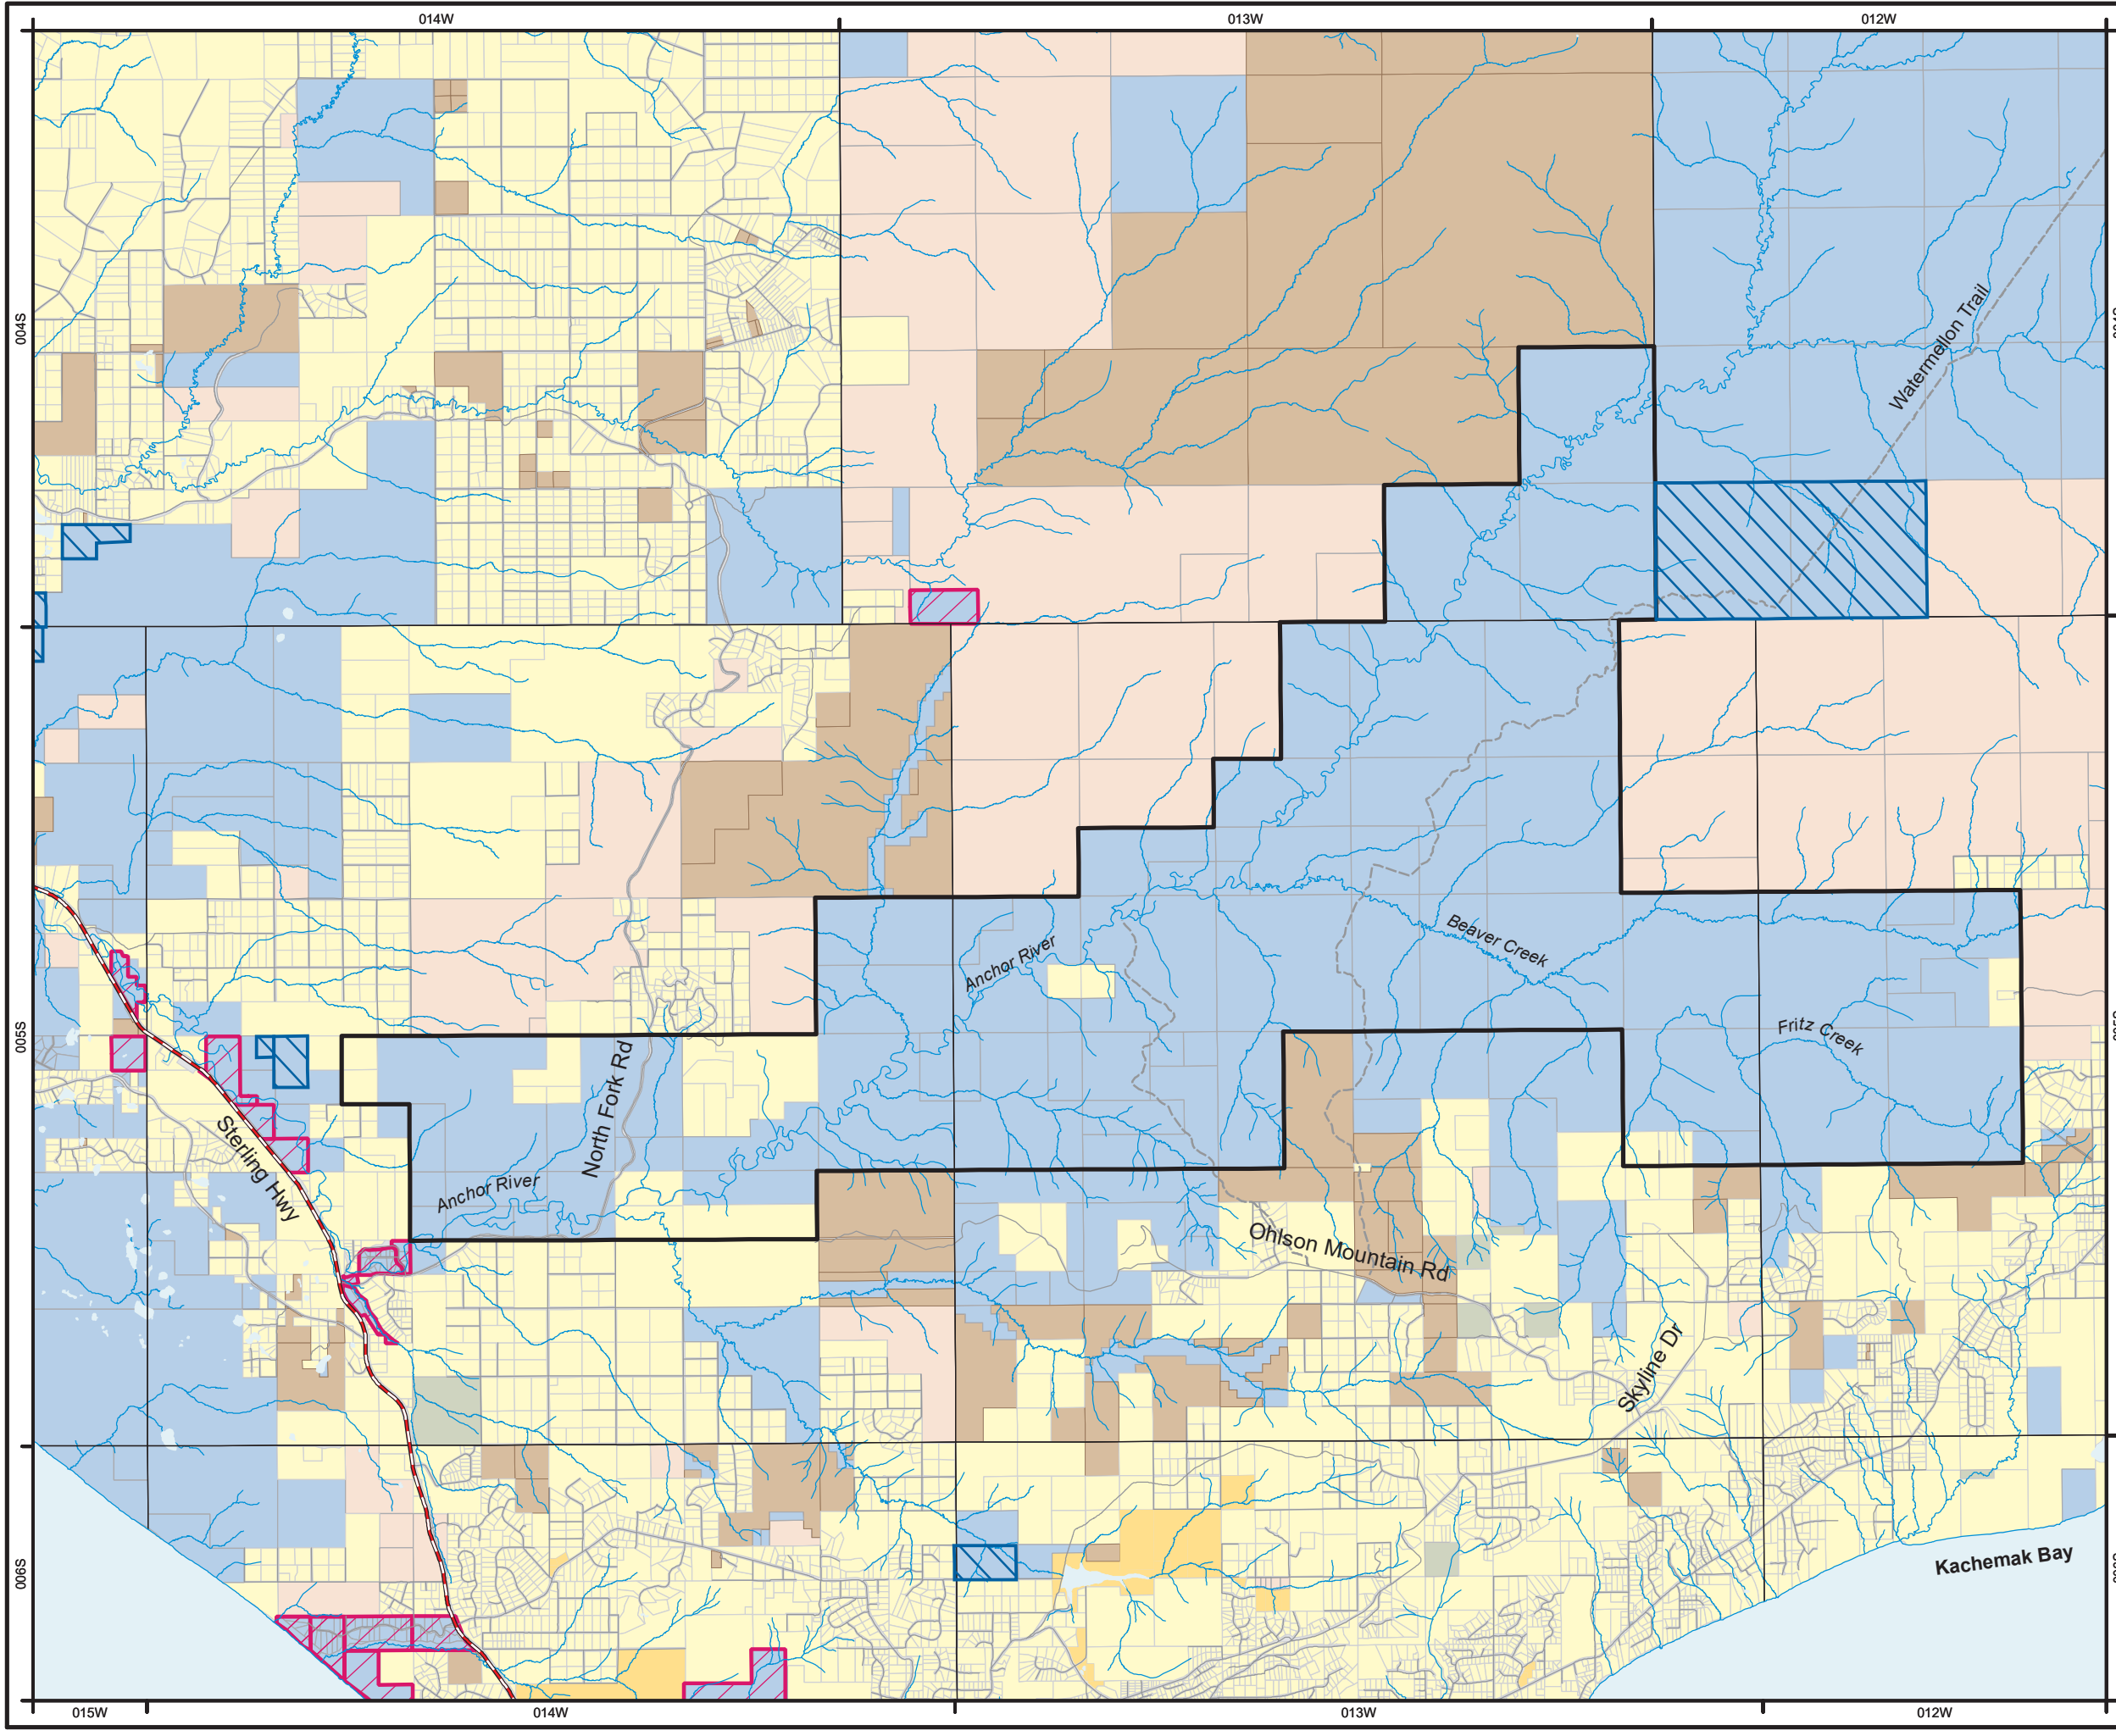 014W
013W
012W
004S
Watermellon Trail
Anchor River
Beaver Creek
Fritz Creek
005S
North Fork Rd
Sterling Hwy
Anchor River
Ohlson Mountain Rd
Skyline Dr
006S
Kachemak Bay
015W
014W
013W
012W